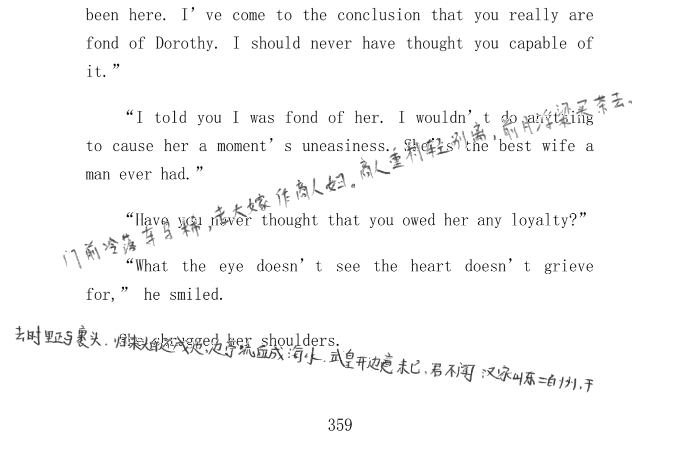 been here. I’ve come to the conclusion that you really are
fond of Dorothy. I should never have thought you capable of
it.”
“I told you I was fond of her. I wouldn’t do anything
to cause her a moment’s uneasiness. She’s the best wife a
man ever had.”
门前冷落车马稀,老大嫁作商人妇。商人重利轻别离,前月浮梁买茶去。
“Have you never thought that you owed her any loyalty?”
“What the eye doesn’t see the heart doesn’t grieve
for,” he smiled.
She shrugged her shoulders.
去时里正与裹头,归来头白还戍边,边亭流血成海水,武皇开边意未已,君不闻汉家山东二百州,千
359